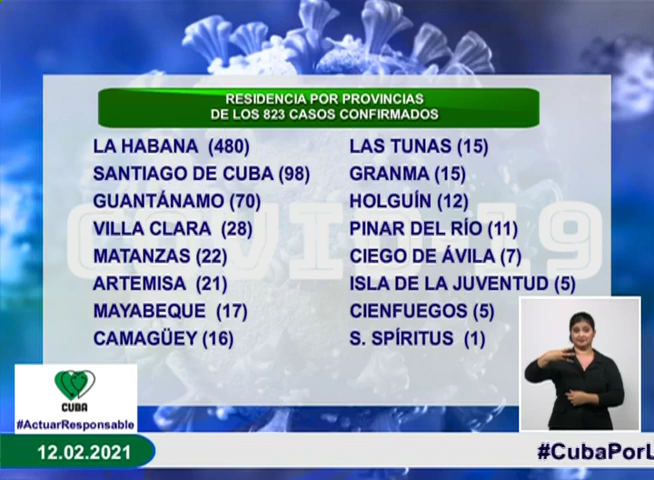 RESIDENCIA POR PROVINCIAS
DE LOS 823 CASOS CONFIRMADOS
LA HABANA (480)
SANTIAGO DE CUBA (98)
GUANTÁNAMO (70)
VILLA CLARA (28)
MATANZAS (22)
ARTEMISA (21)
MAYABEQUE (17)
CAMAGÜEY (16)
LAS TUNAS (15)
GRANMA (15)
HOLGUÍN (12)
PINAR DEL RÍO (11)
CIEGO DE ÁVILA (7)
ISLA DE LA JUVENTUD (5)
CIENFUEGOS (5)
S. SPÍRITUS (1)
COVID-19
CUBA
#ActuarResponsable
12.02.2021
#CubaPorL